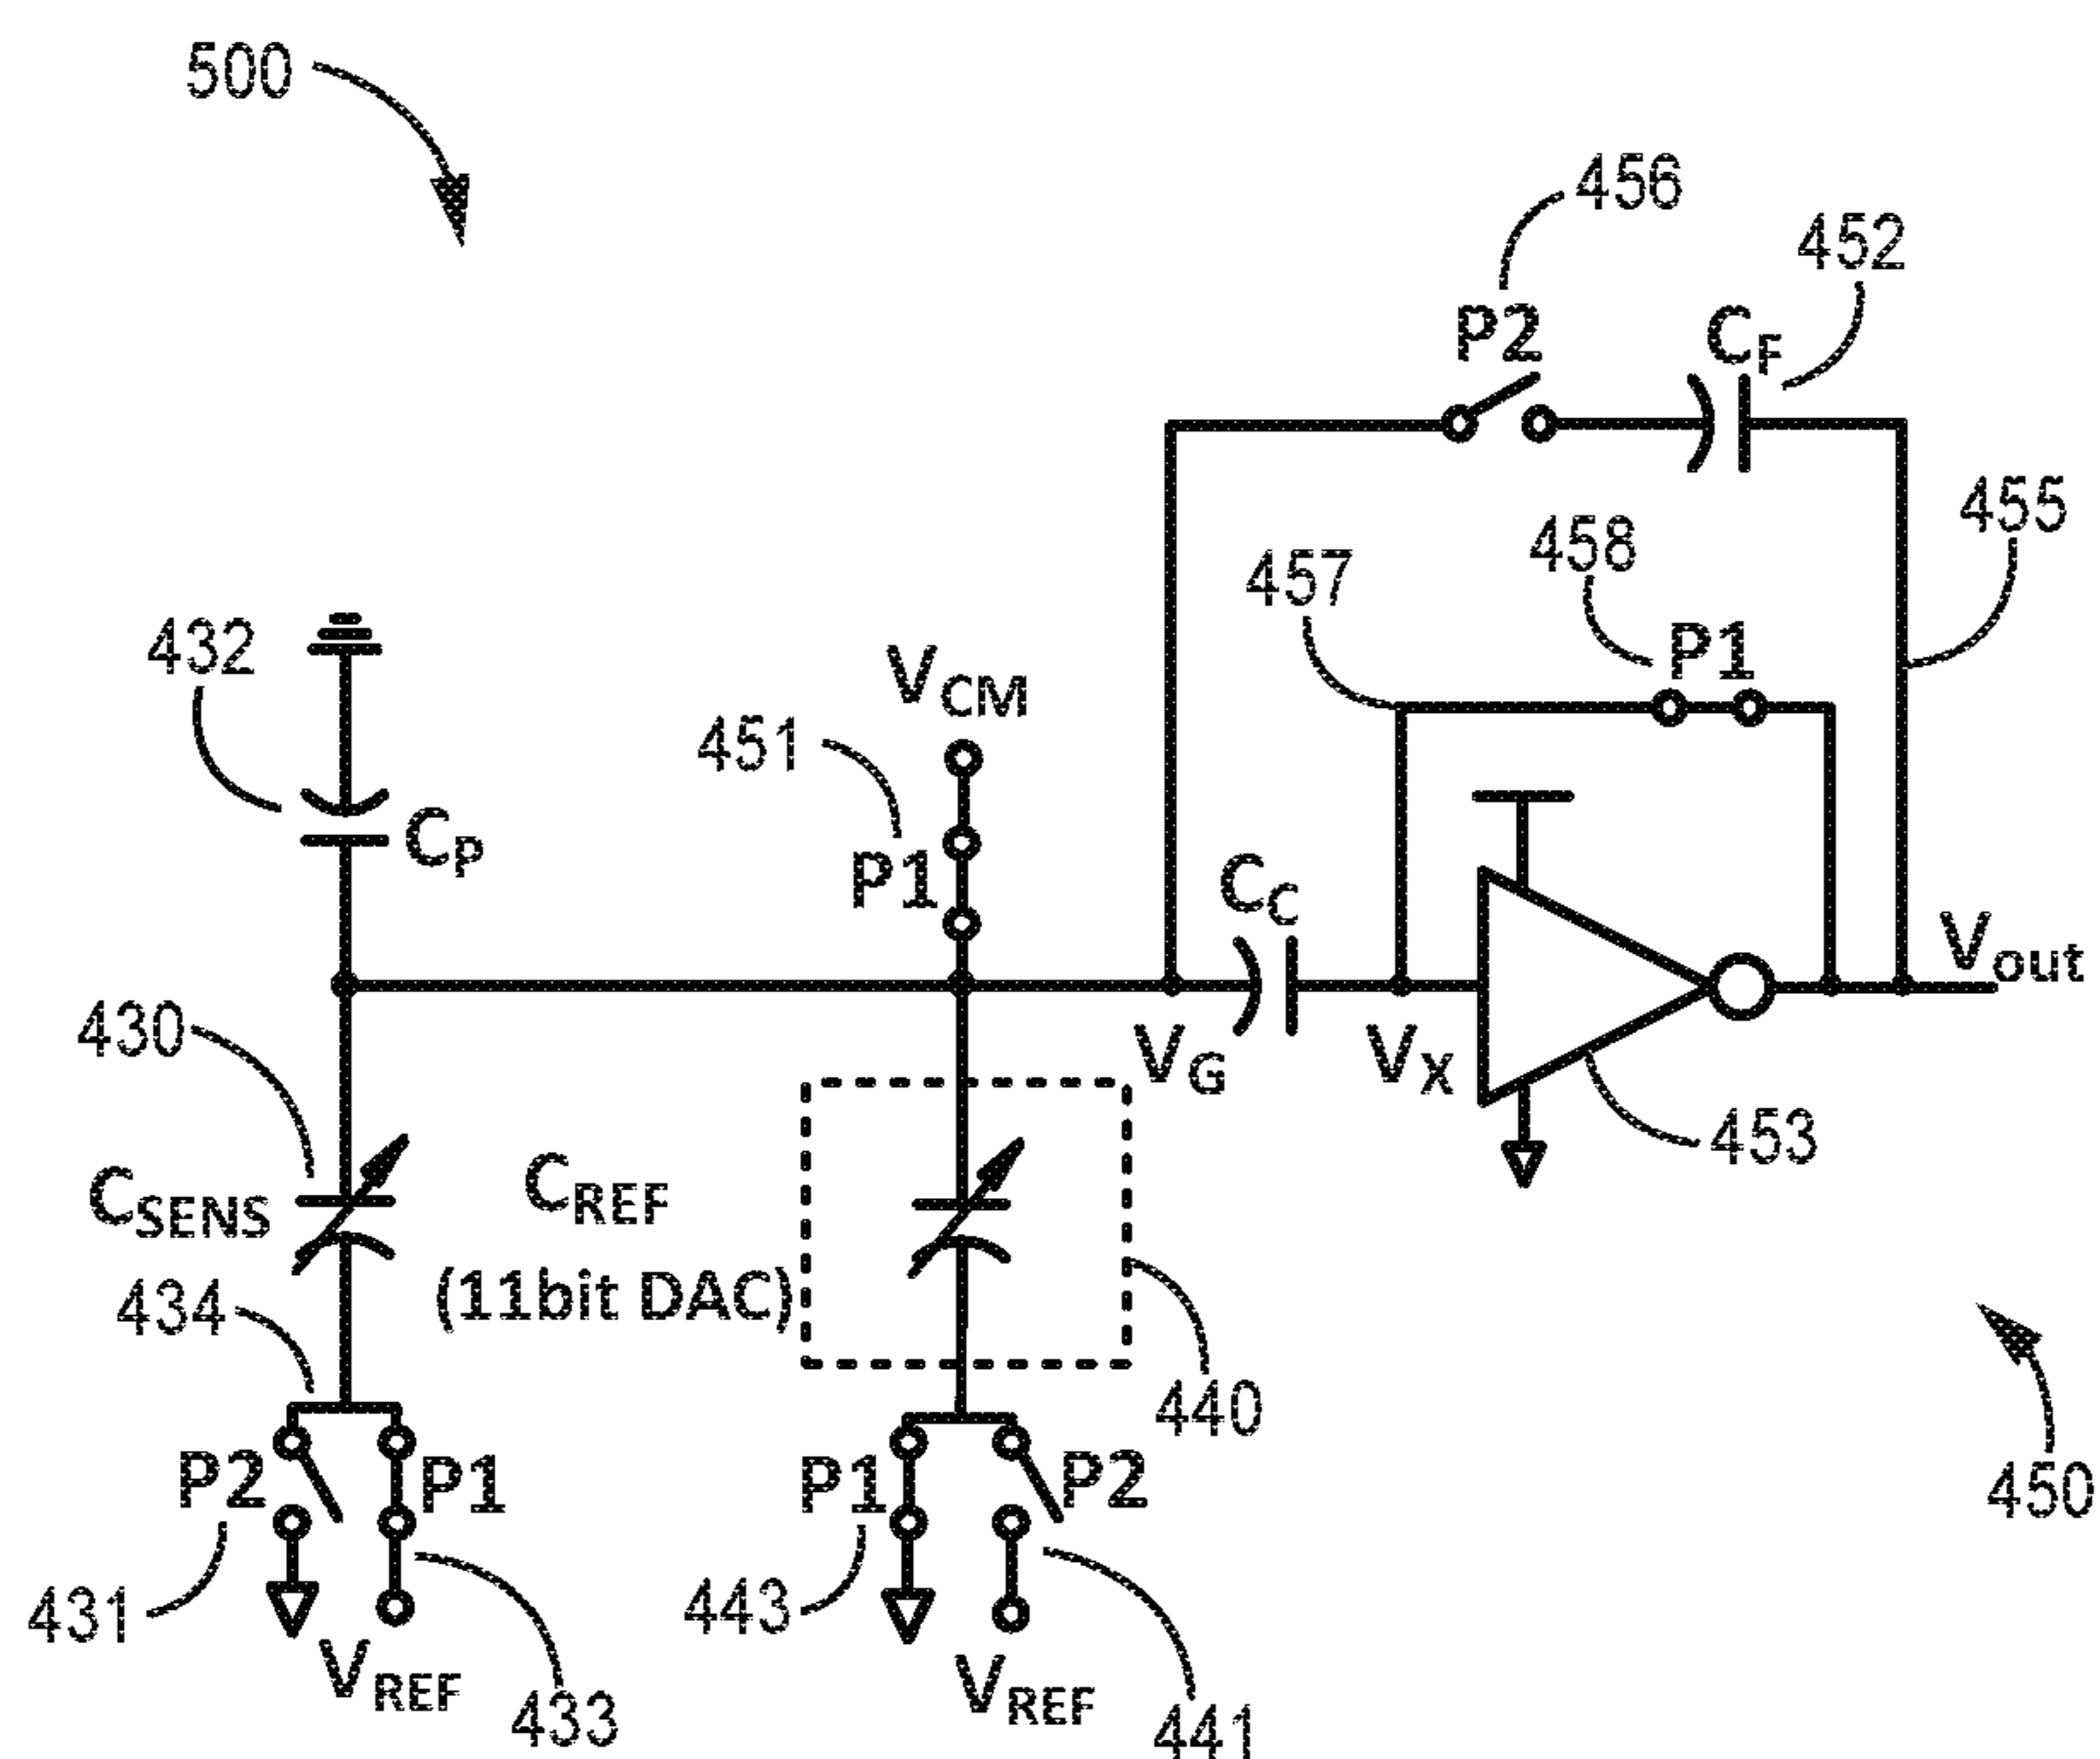 500
456
452
P2
CF
455
458
457
P1
432
VCM
451
CP
P1
CC
Vout
430
VG
VX
453
CSENS
CREF
434
(11bit DAC)
440
P2
P1
P1
P2
450
431
443
VREF
433
VREF
441